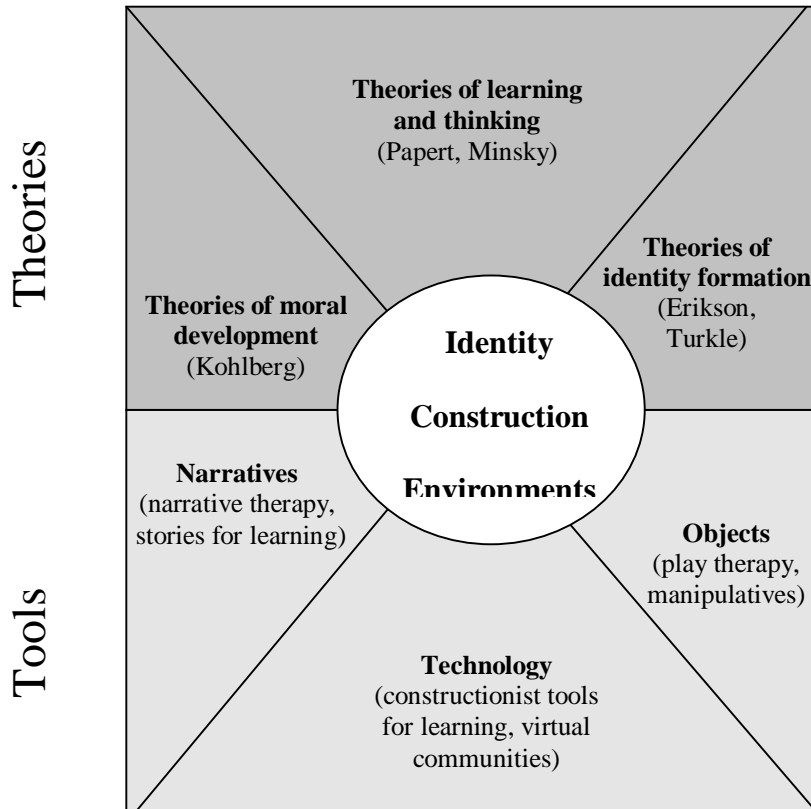 Theories
Theories of learning
and thinking
(Papert, Minsky)
Theories of
identity formation
(Erikson,
Turkle)
Theories of moral
development
(Kohlberg)
Identity
Construction
Environments
Tools
Narratives
(narrative therapy,
stories for learning)
Objects
(play therapy,
manipulatives)
Technology
(constructionist tools
for learning, virtual
communities)